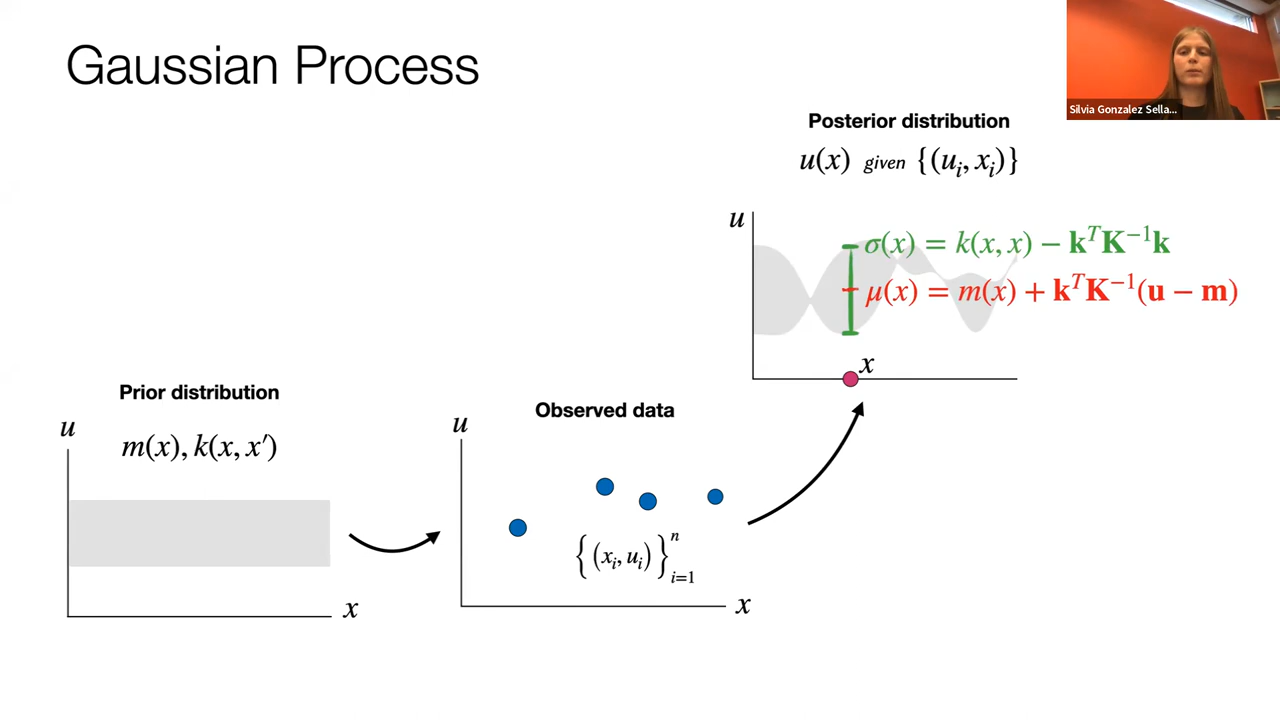 Gaussian Process
Silvia Gonzalez Sella...
Posterior distribution
u(x) given {(uᵢ, xᵢ)}
u
σ(x) = k(x, x) − 𝐤ᵀ𝐊⁻¹𝐤
μ(x) = m(x) + 𝐤ᵀ𝐊⁻¹(𝐮 − 𝐦)
x
Prior distribution
u
m(x), k(x, x′)
x
Observed data
u
{(xᵢ, uᵢ)}ⁿᵢ₌₁
x